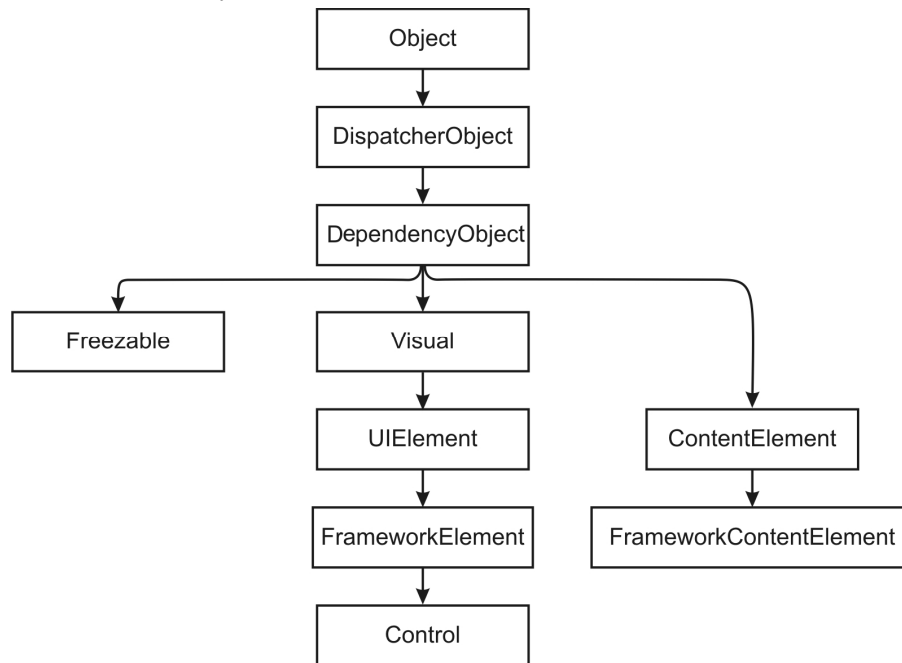 Object
DispatcherObject
DependencyObject
Freezable
Visual
UIElement
ContentElement
FrameworkElement
FrameworkContentElement
Control